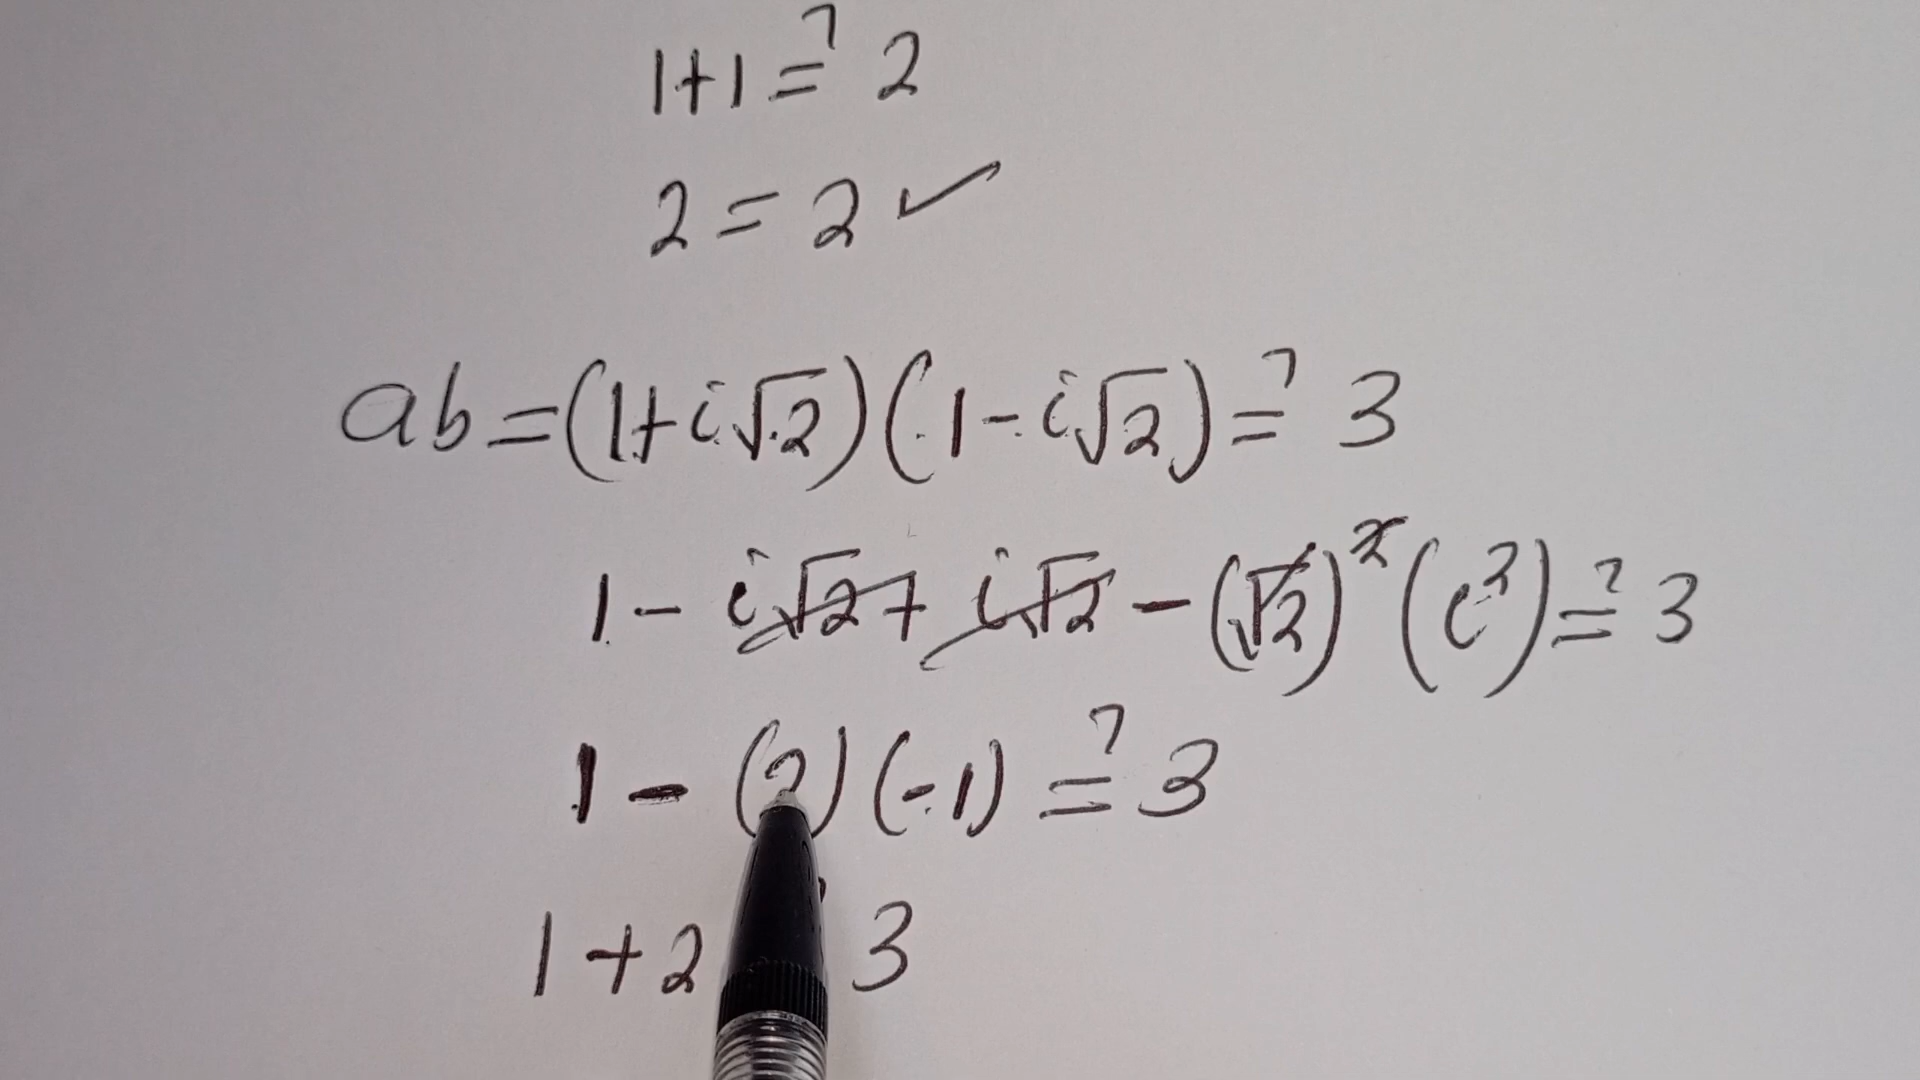 1+1 =? 2
2 = 2 ✓
ab = (1+i√2)(1-i√2) =? 3
1 - i√2 + i√2 - (√2)²(i²) =? 3
1 - (2)(-1) =? 3
1+2 3